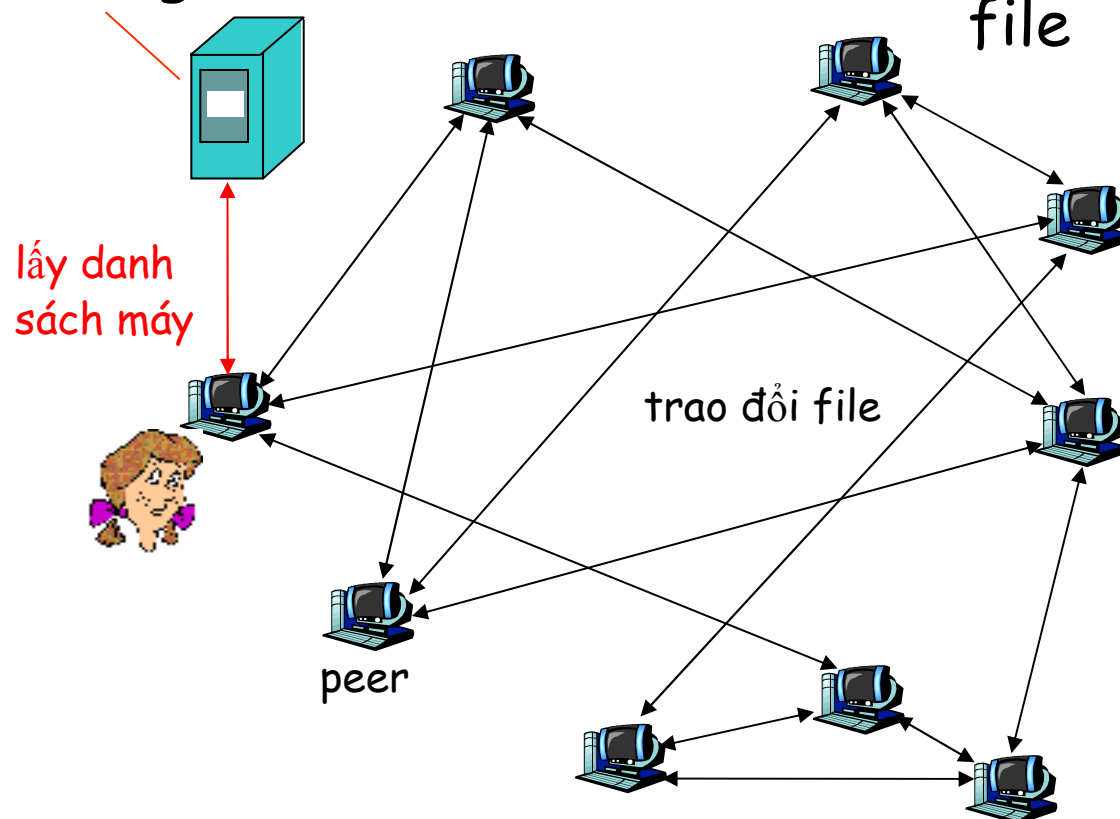 file
lấy danh
sách máy
trao đổi file
peer